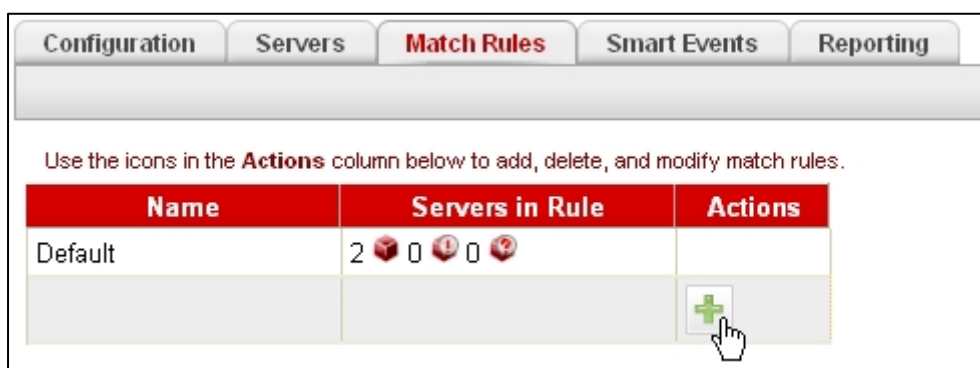 Configuration Servers Match Rules Smart Events Reporting
Use the icons in the Actions column below to add, delete, and modify match rules.
Name Servers in Rule Actions
Default 2 0 0